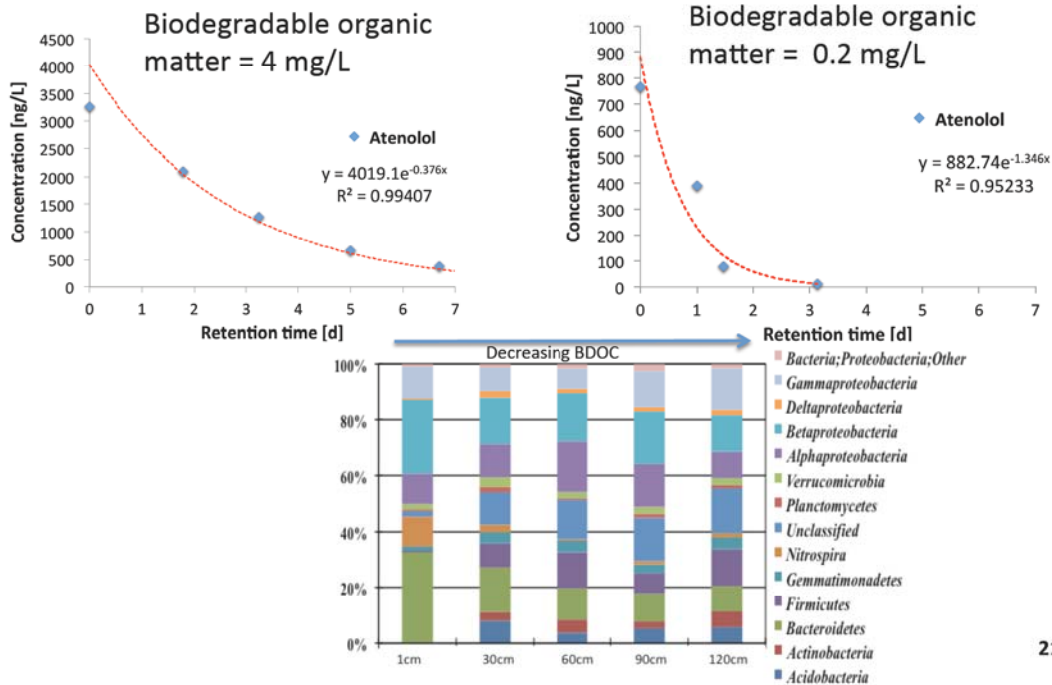 Biodegradable organic
matter = 4 mg/L
4500
4000
3500
3000
2500
2000
1500
1000
500
0
Concentration [ng/L]
Atenolol
y = 4019.1e^-0.376x
R² = 0.99407
0 1 2 3 4 5 6 7
Retention time [d]
Biodegradable organic
matter = 0.2 mg/L
1000
900
800
700
600
500
400
300
200
100
0
Concentration [ng/L]
Atenolol
y = 882.74e^-1.346x
R² = 0.95233
0 1 2 3 4 5 6 7
Retention time [d]
Decreasing BDOC
100%
80%
60%
40%
20%
0%
1cm 30cm 60cm 90cm 120cm
Bacteria;Proteobacteria;Other
Gammaproteobacteria
Deltaproteobacteria
Betaproteobacteria
Alphaproteobacteria
Verrucomicrobia
Planctomycetes
Unclassified
Nitrospira
Gemmatimonadetes
Firmicutes
Bacteroidetes
Actinobacteria
Acidobacteria